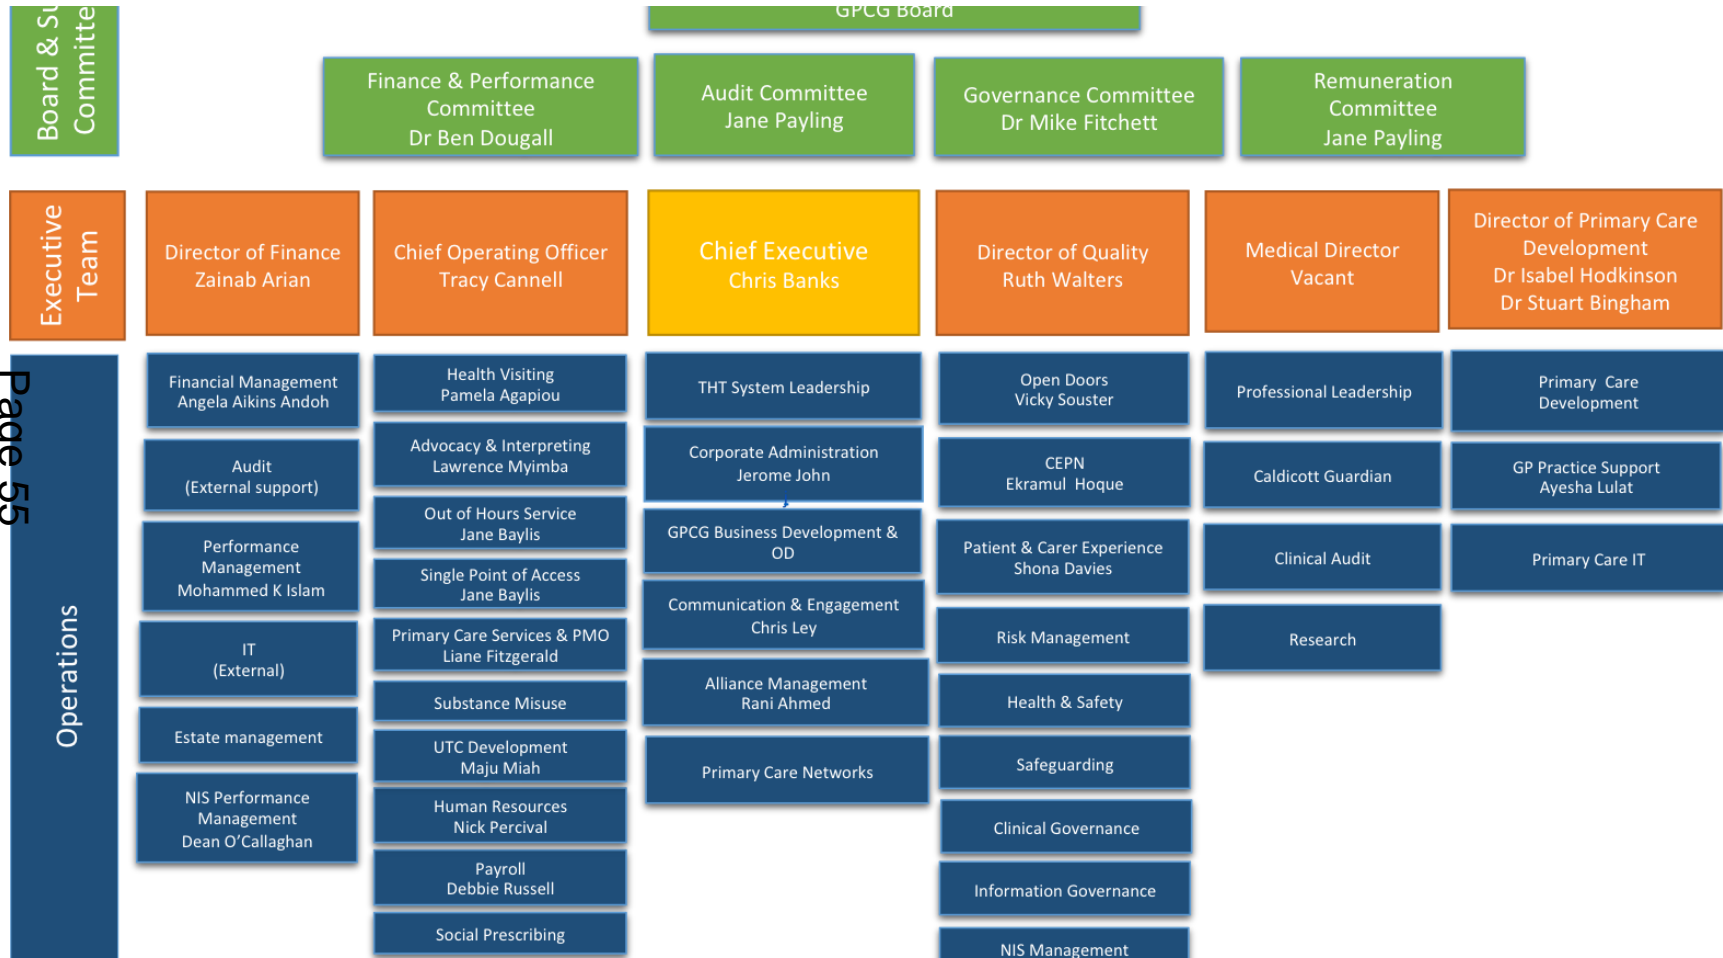 Board & Su
Committe
GPCG Board
Finance & Performance
Committee
Dr Ben Dougall
Audit Committee
Jane Payling
Governance Committee
Dr Mike Fitchett
Remuneration
Committee
Jane Payling
Executive
Team
Director of Finance
Zainab Arian
Chief Operating Officer
Tracy Cannell
Chief Executive
Chris Banks
Director of Quality
Ruth Walters
Medical Director
Vacant
Director of Primary Care
Development
Dr Isabel Hodkinson
Dr Stuart Bingham
Page 55
Operations
Financial Management
Angela Aikins Andoh
Audit
(External support)
Performance
Management
Mohammed K Islam
IT
(External)
Estate management
NIS Performance
Management
Dean O’Callaghan
Health Visiting
Pamela Agapiou
Advocacy & Interpreting
Lawrence Myimba
Out of Hours Service
Jane Baylis
Single Point of Access
Jane Baylis
Primary Care Services & PMO
Liane Fitzgerald
Substance Misuse
UTC Development
Maju Miah
Human Resources
Nick Percival
Payroll
Debbie Russell
Social Prescribing
THT System Leadership
Corporate Administration
Jerome John
GPCG Business Development &
OD
Communication & Engagement
Chris Ley
Alliance Management
Rani Ahmed
Primary Care Networks
Open Doors
Vicky Souster
CEPN
Ekramul Hoque
Patient & Carer Experience
Shona Davies
Risk Management
Health & Safety
Safeguarding
Clinical Governance
Information Governance
NIS Management
Professional Leadership
Caldicott Guardian
Clinical Audit
Research
Primary Care
Development
GP Practice Support
Ayesha Lulat
Primary Care IT